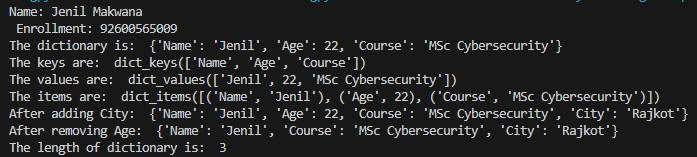 Name: Jenil Makwana
 Enrollment: 92600565009
The dictionary is:  {'Name': 'Jenil', 'Age': 22, 'Course': 'MSc Cybersecurity'}
The keys are:  dict_keys(['Name', 'Age', 'Course'])
The values are:  dict_values(['Jenil', 22, 'MSc Cybersecurity'])
The items are:  dict_items([('Name', 'Jenil'), ('Age', 22), ('Course', 'MSc Cybersecurity')])
After adding City:  {'Name': 'Jenil', 'Age': 22, 'Course': 'MSc Cybersecurity', 'City': 'Rajkot'}
After removing Age:  {'Name': 'Jenil', 'Course': 'MSc Cybersecurity', 'City': 'Rajkot'}
The length of dictionary is:  3